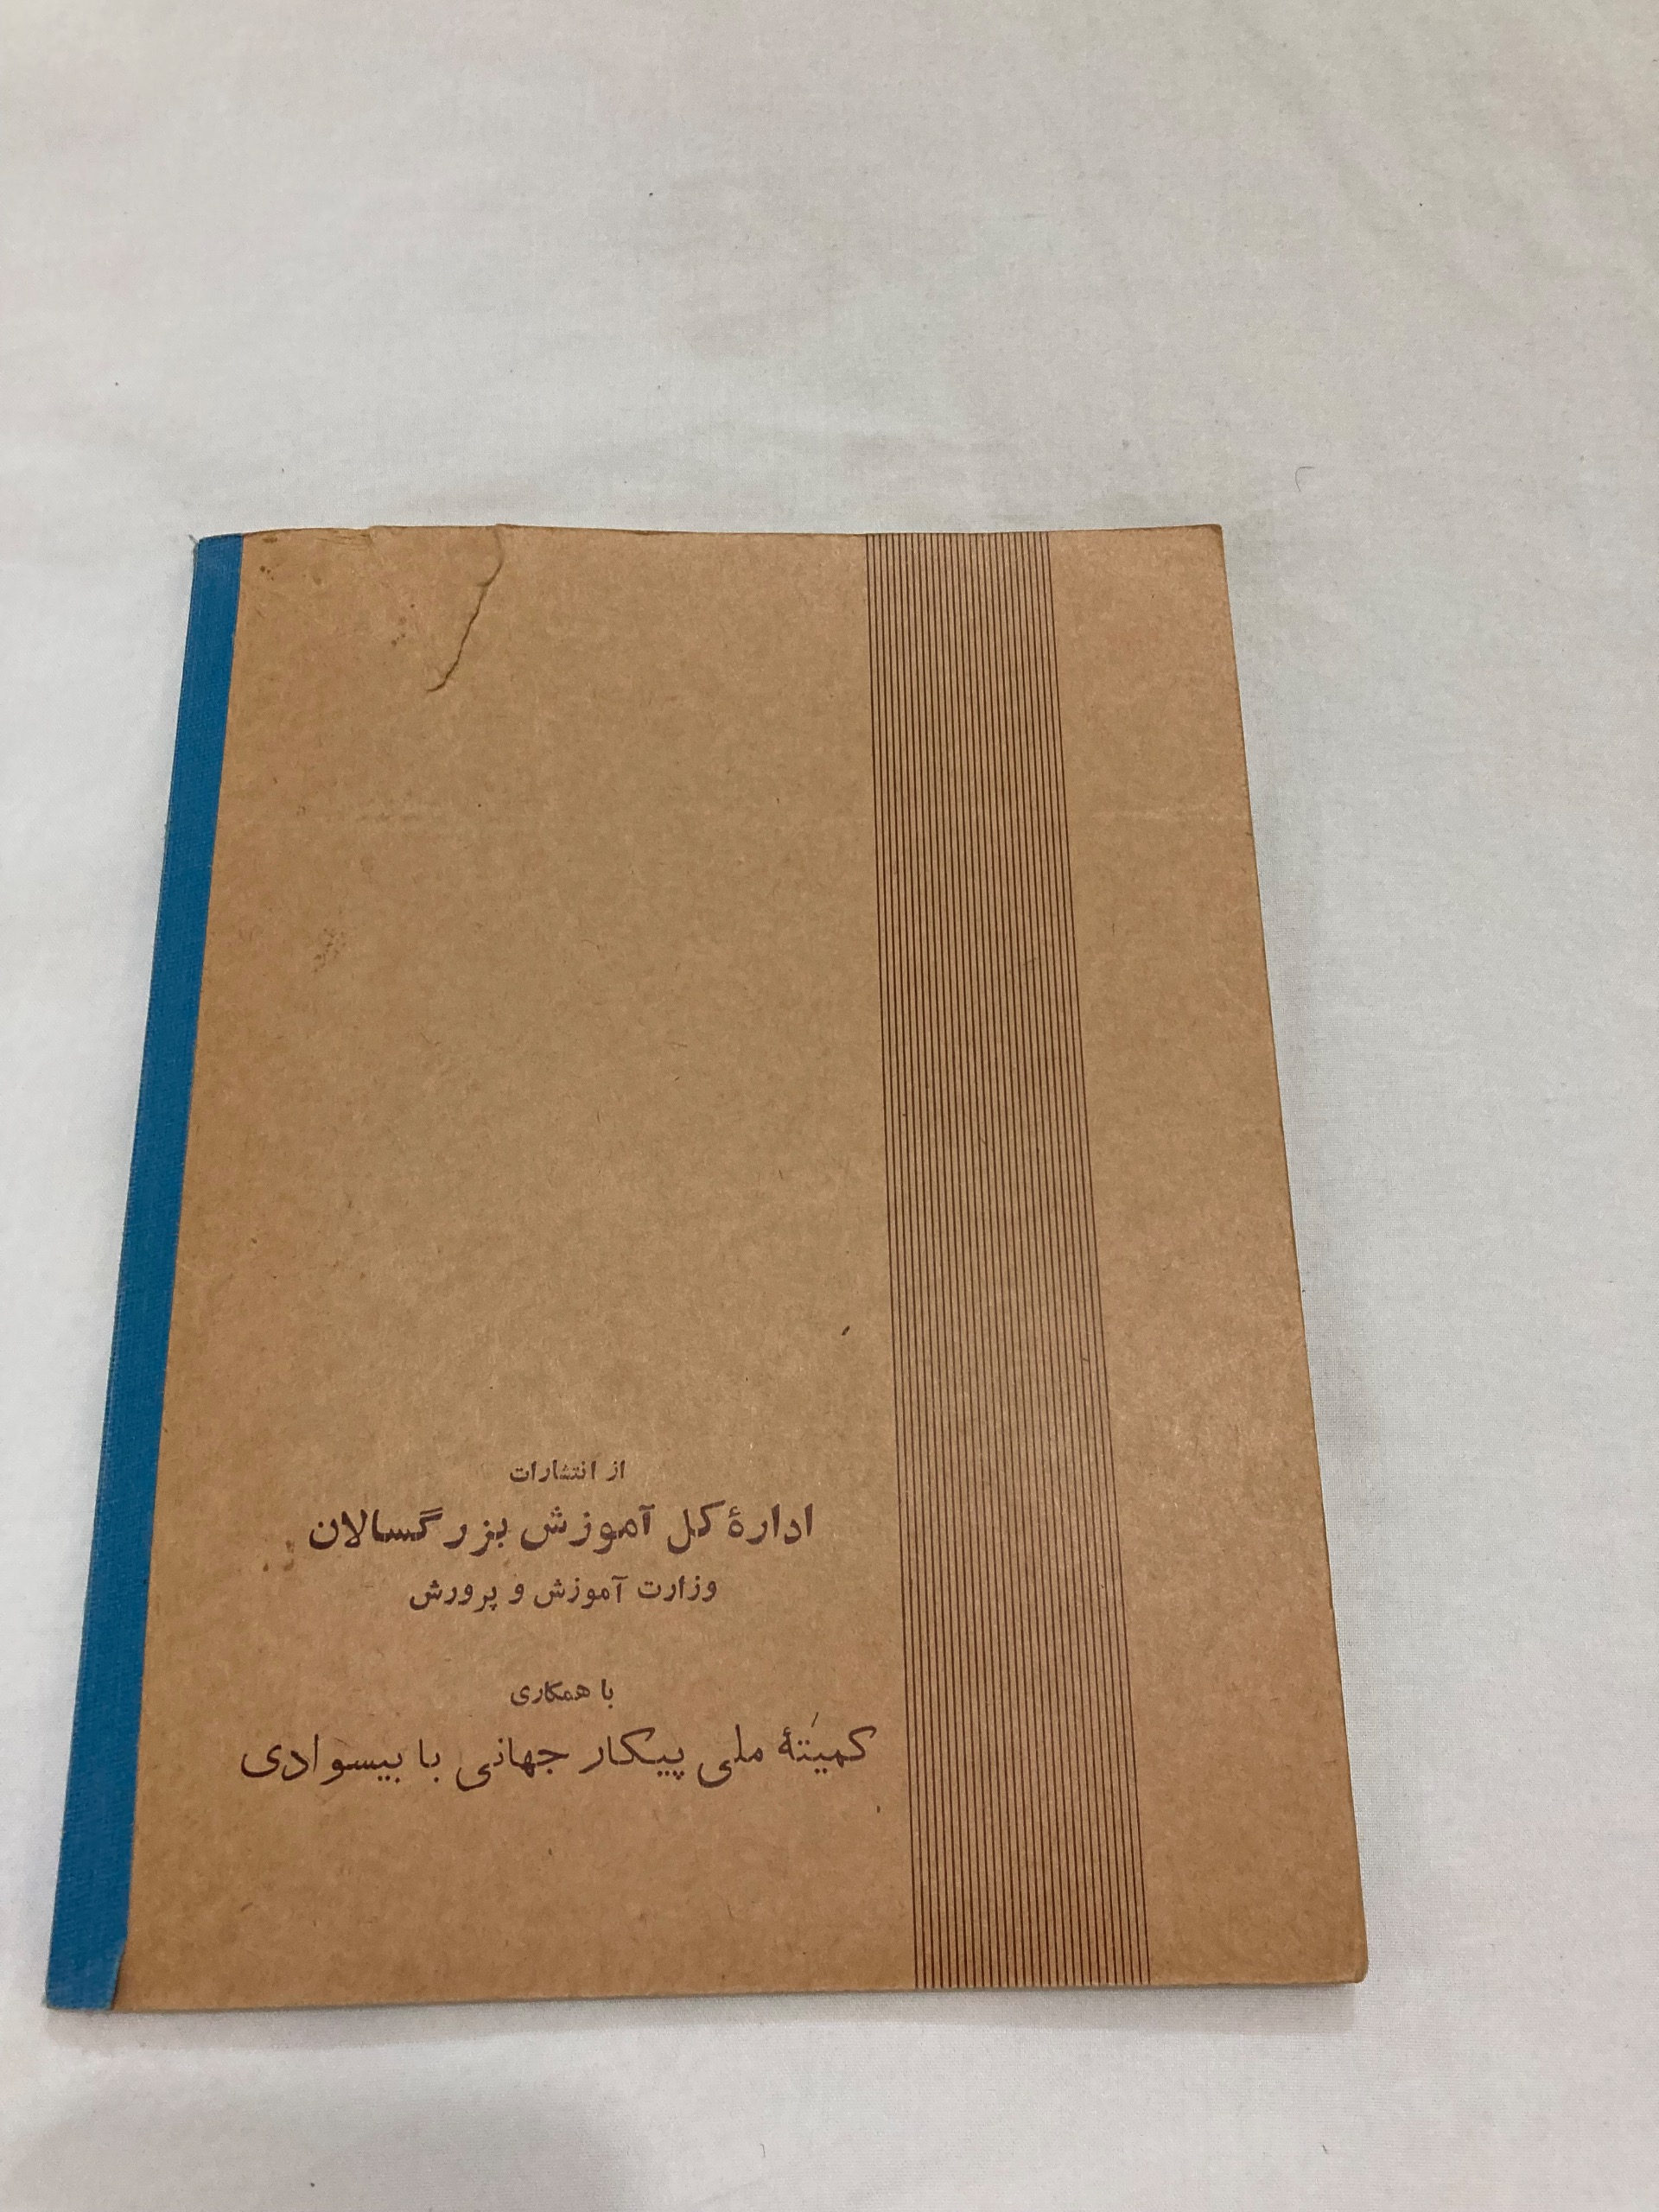 از انتشارات
ادارهٔ کل آموزش بزرگسالان
وزارت آموزش و پرورش
با همکاری
کمیتهٔ ملی پیکار جهانی با بیسوادی